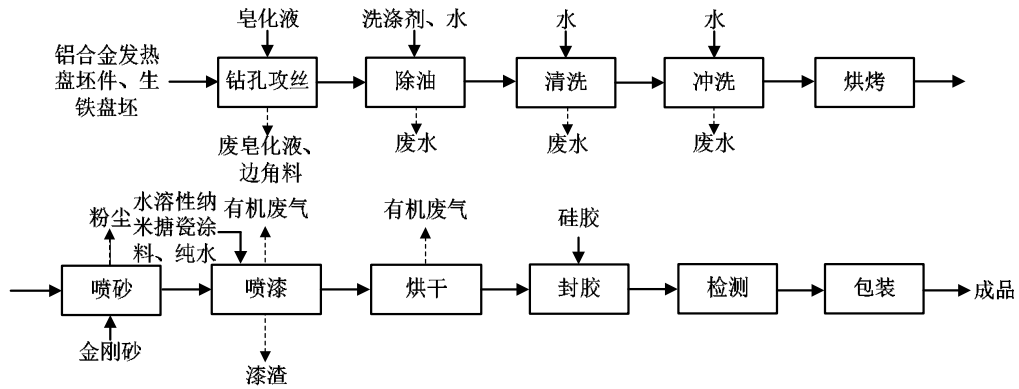 皂化液
洗涤剂、水
水
水
铝合金发热
盘坯件、生
铁盘坯
钻孔攻丝
除油
清洗
冲洗
烘烤
废皂化液、
边角料
废水
废水
废水
粉尘
水溶性纳
米搪瓷涂
料、纯水
有机废气
有机废气
硅胶
喷砂
喷漆
烘干
封胶
检测
包装
成品
金刚砂
漆渣